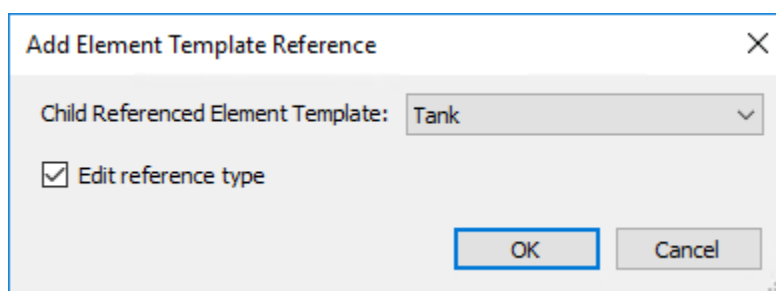 Add Element Template Reference
Child Referenced Element Template: Tank
Edit reference type
OK Cancel